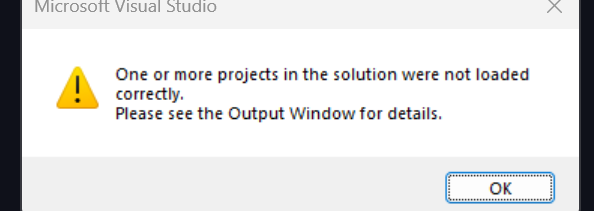 Microsoft Visual Studio
One or more projects in the solution were not loaded
correctly.
Please see the Output Window for details.
OK